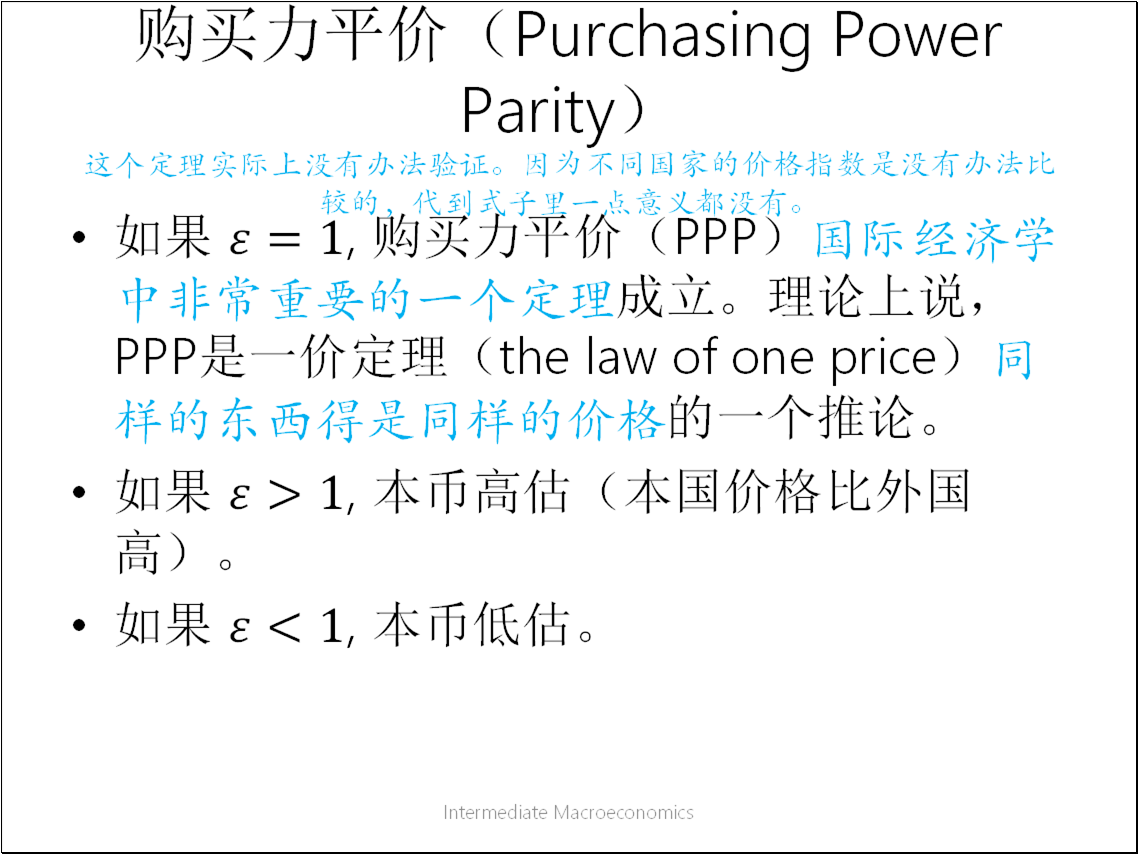 购买力平价（Purchasing Power
Parity）
这个定理实际上没有办法验证。因为不同国家的价格指数是没有办法比
较的，代到式子里一点意义都没有。
• 如果 ε = 1, 购买力平价（PPP）国际经济学
中非常重要的一个定理成立。理论上说，
PPP是一价定理（the law of one price）同
样的东西得是同样的价格的一个推论。
• 如果 ε > 1, 本币高估（本国价格比外国
高）。
• 如果 ε < 1, 本币低估。
Intermediate Macroeconomics